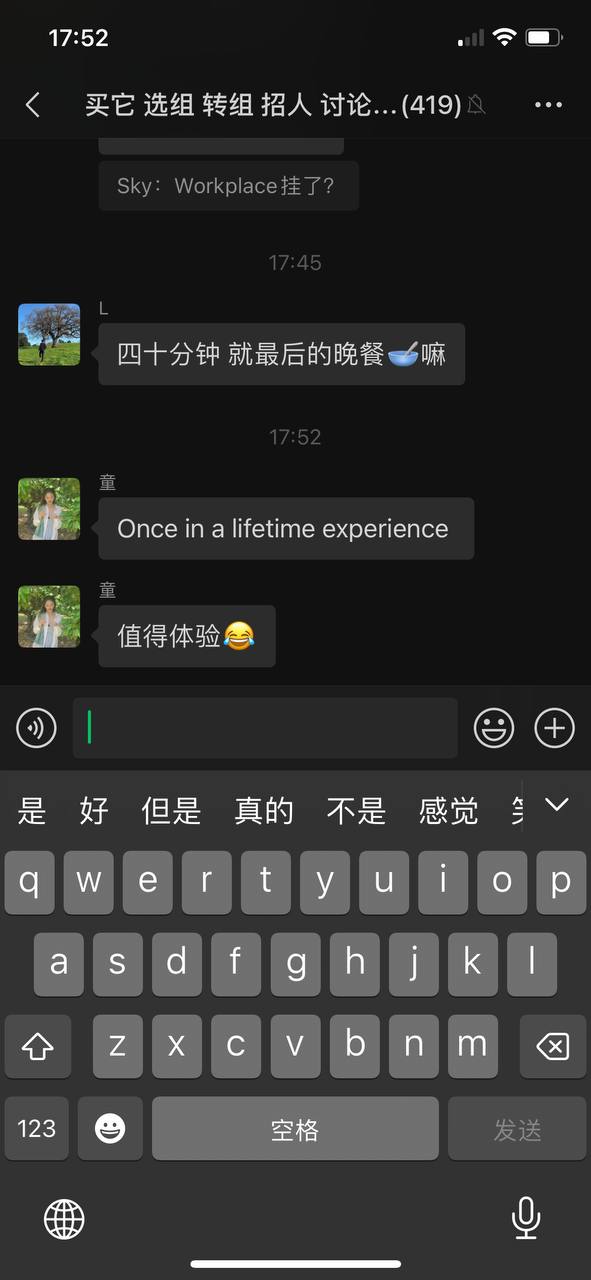 17:52
买它 选组 转组 招人 讨论...(419)
Sky：Workplace挂了？
17:45
L
四十分钟 就最后的晚餐🥣嘛
17:52
童
Once in a lifetime experience
童
值得体验😂
是 好 但是 真的 不是 感觉
q w e r t y u i o p
a s d f g h j k l
z x c v b n m
123 空格 发送